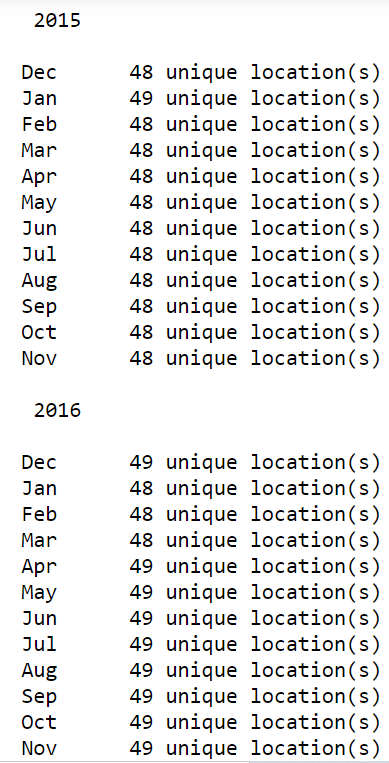 2015
Dec 48 unique location(s)
Jan 49 unique location(s)
Feb 48 unique location(s)
Mar 48 unique location(s)
Apr 48 unique location(s)
May 48 unique location(s)
Jun 48 unique location(s)
Jul 48 unique location(s)
Aug 48 unique location(s)
Sep 48 unique location(s)
Oct 48 unique location(s)
Nov 48 unique location(s)
2016
Dec 49 unique location(s)
Jan 48 unique location(s)
Feb 48 unique location(s)
Mar 48 unique location(s)
Apr 49 unique location(s)
May 49 unique location(s)
Jun 49 unique location(s)
Jul 49 unique location(s)
Aug 49 unique location(s)
Sep 49 unique location(s)
Oct 49 unique location(s)
Nov 49 unique location(s)